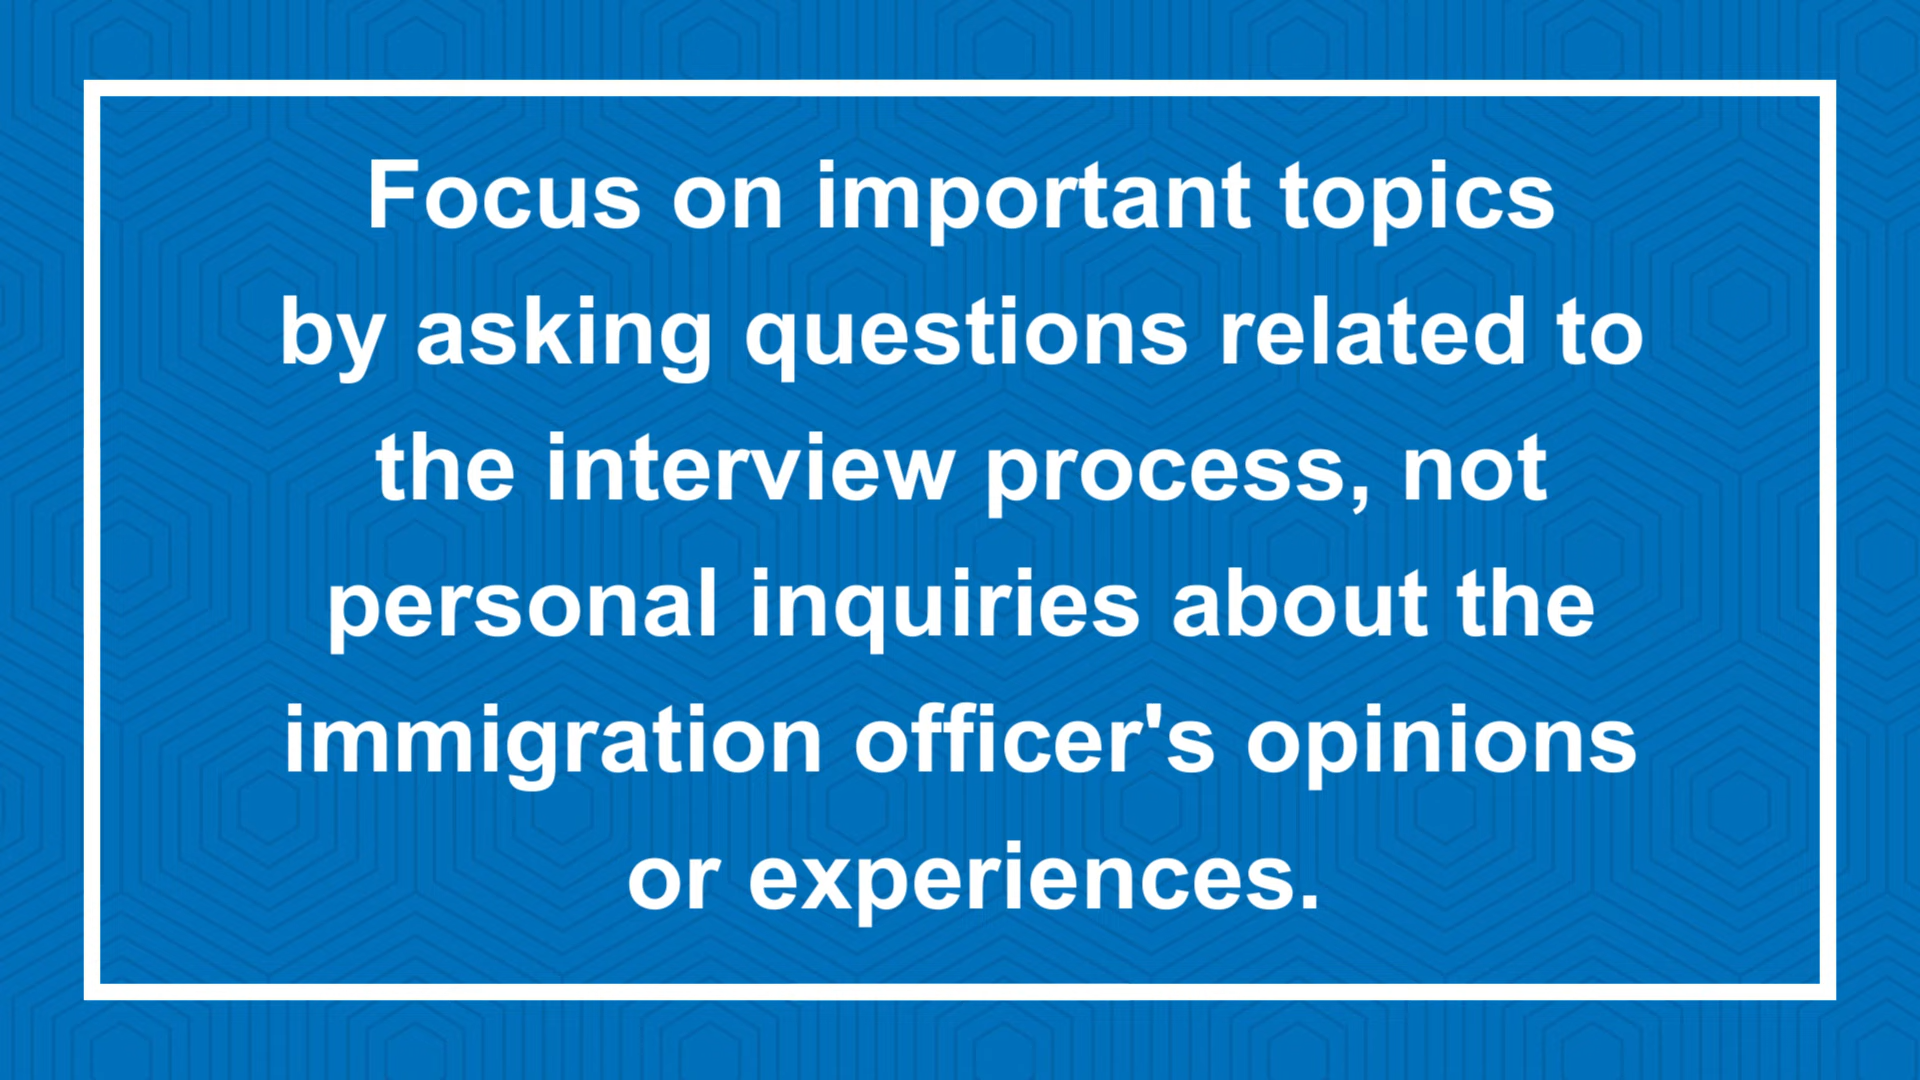 Focus on important topics
by asking questions related to
the interview process, not
personal inquiries about the
immigration officer's opinions
or experiences.